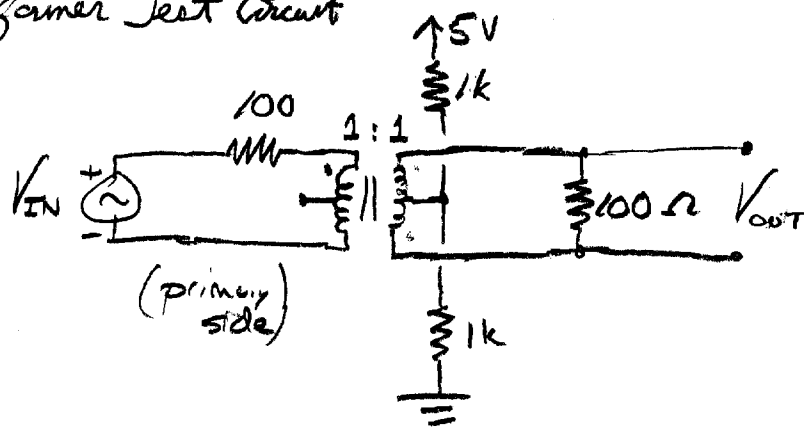 former Test Circuit
5V
1k
100
1 : 1
VIN
+
-
100 Ω
VOUT
(primary side)
1k